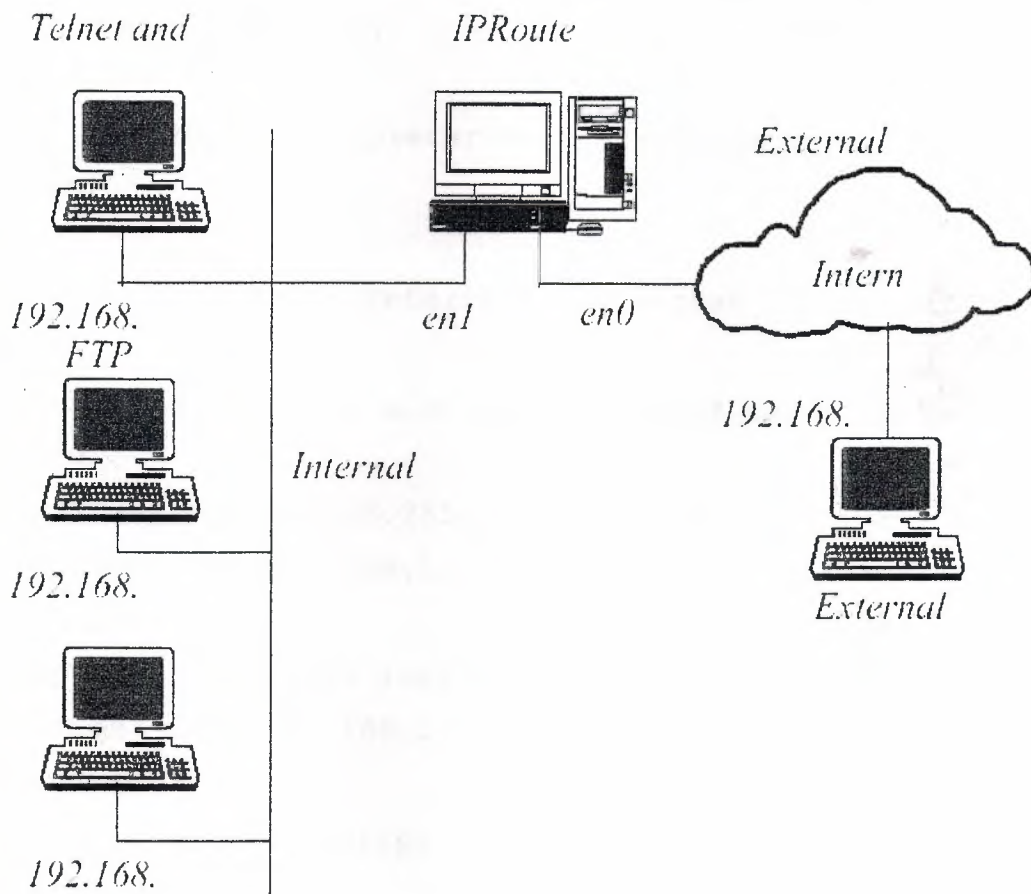 Telnet and
IPRoute
External
Intern
192.168.
en1
en0
FTP
192.168.
Internal
192.168.
External
192.168.